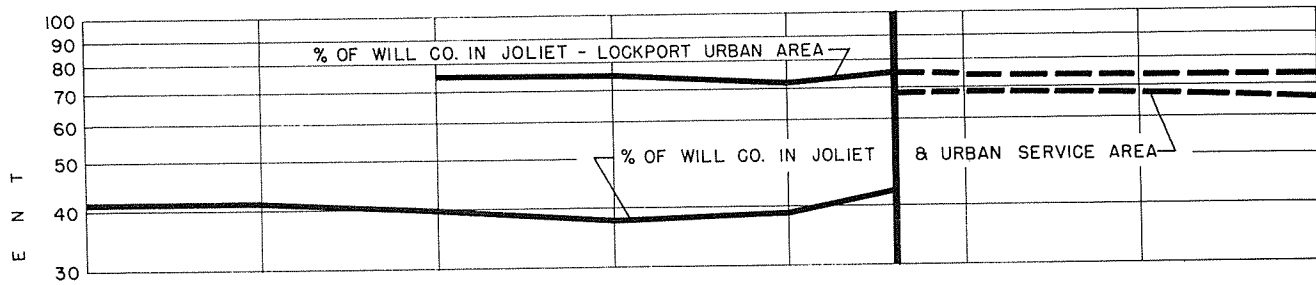 100
90
80
70
60
50
40
30
E N T
% OF WILL CO. IN JOLIET - LOCKPORT URBAN AREA
% OF WILL CO. IN JOLIET & URBAN SERVICE AREA